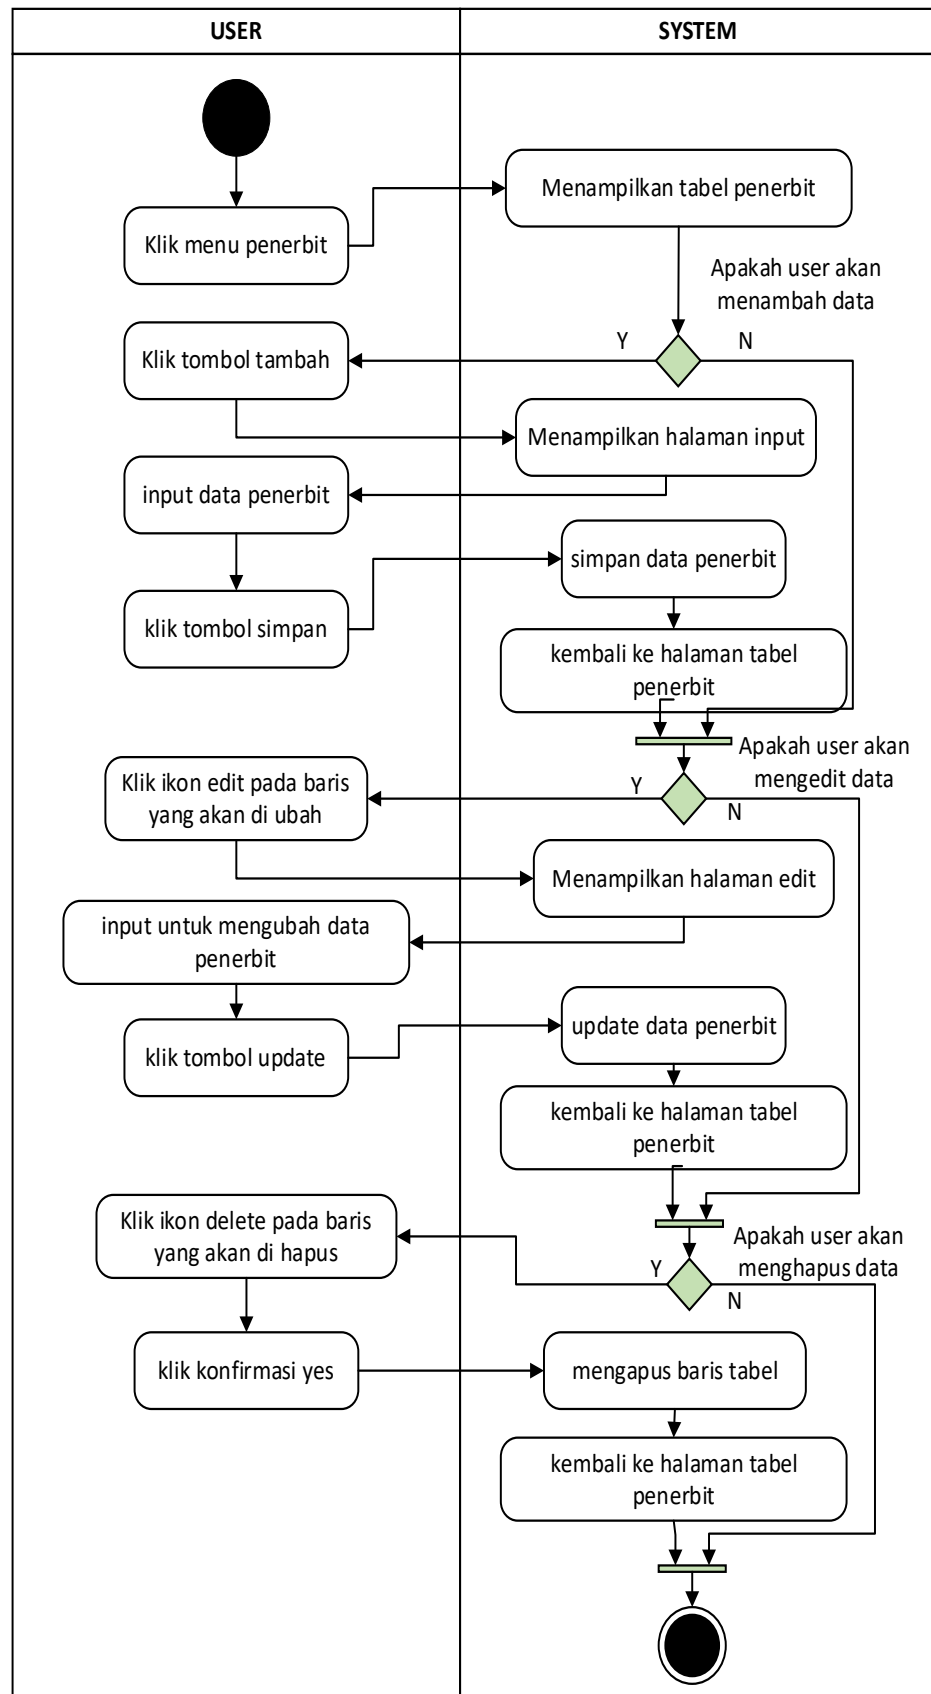 USER
SYSTEM
Menampilkan tabel penerbit
Klik menu penerbit
Apakah user akan
menambah data
Y
N
Klik tombol tambah
Menampilkan halaman input
input data penerbit
simpan data penerbit
klik tombol simpan
kembali ke halaman tabel
penerbit
Apakah user akan
mengedit data
Y
N
Klik ikon edit pada baris
yang akan di ubah
Menampilkan halaman edit
input untuk mengubah data
penerbit
update data penerbit
klik tombol update
kembali ke halaman tabel
penerbit
Klik ikon delete pada baris
yang akan di hapus
Apakah user akan
menghapus data
Y
N
klik konfirmasi yes
mengapus baris tabel
kembali ke halaman tabel
penerbit